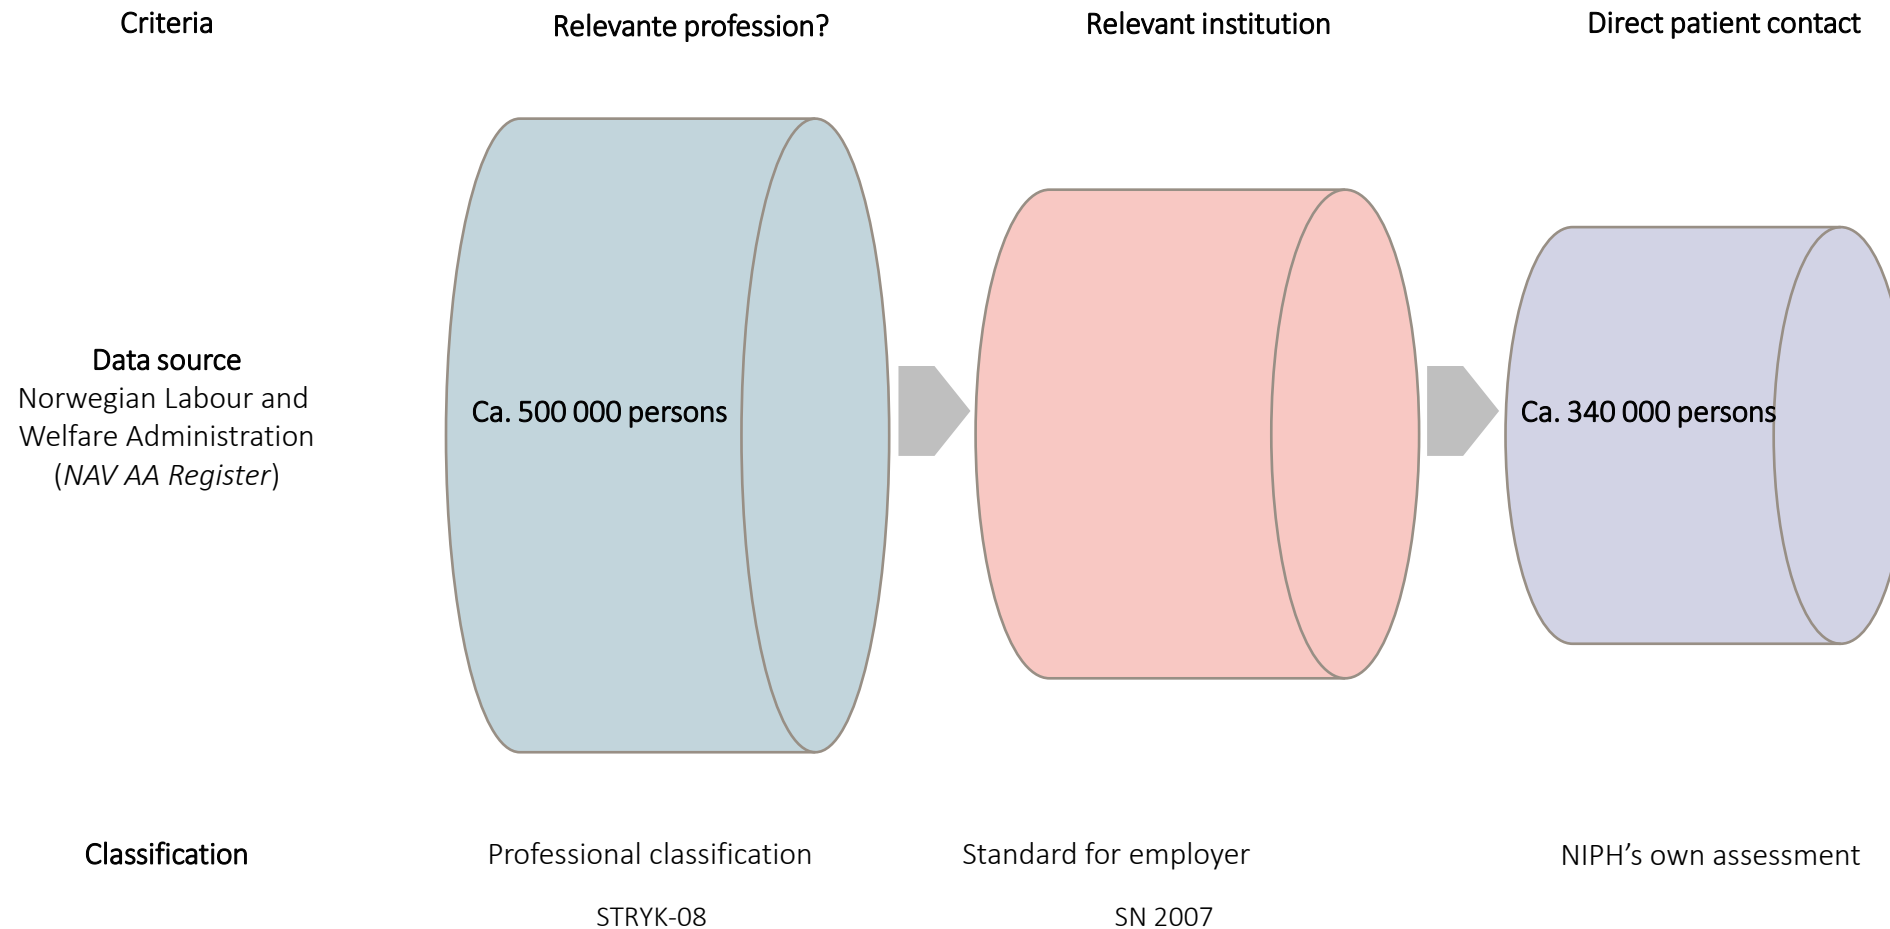 Criteria
Relevante profession?
Relevant institution
Direct patient contact
Data source
Norwegian Labour and
Welfare Administration
(NAV AA Register)
Ca. 500 000 persons
Ca. 340 000 persons
Classification
Professional classification
Standard for employer
NIPH’s own assessment
STRYK-08
SN 2007